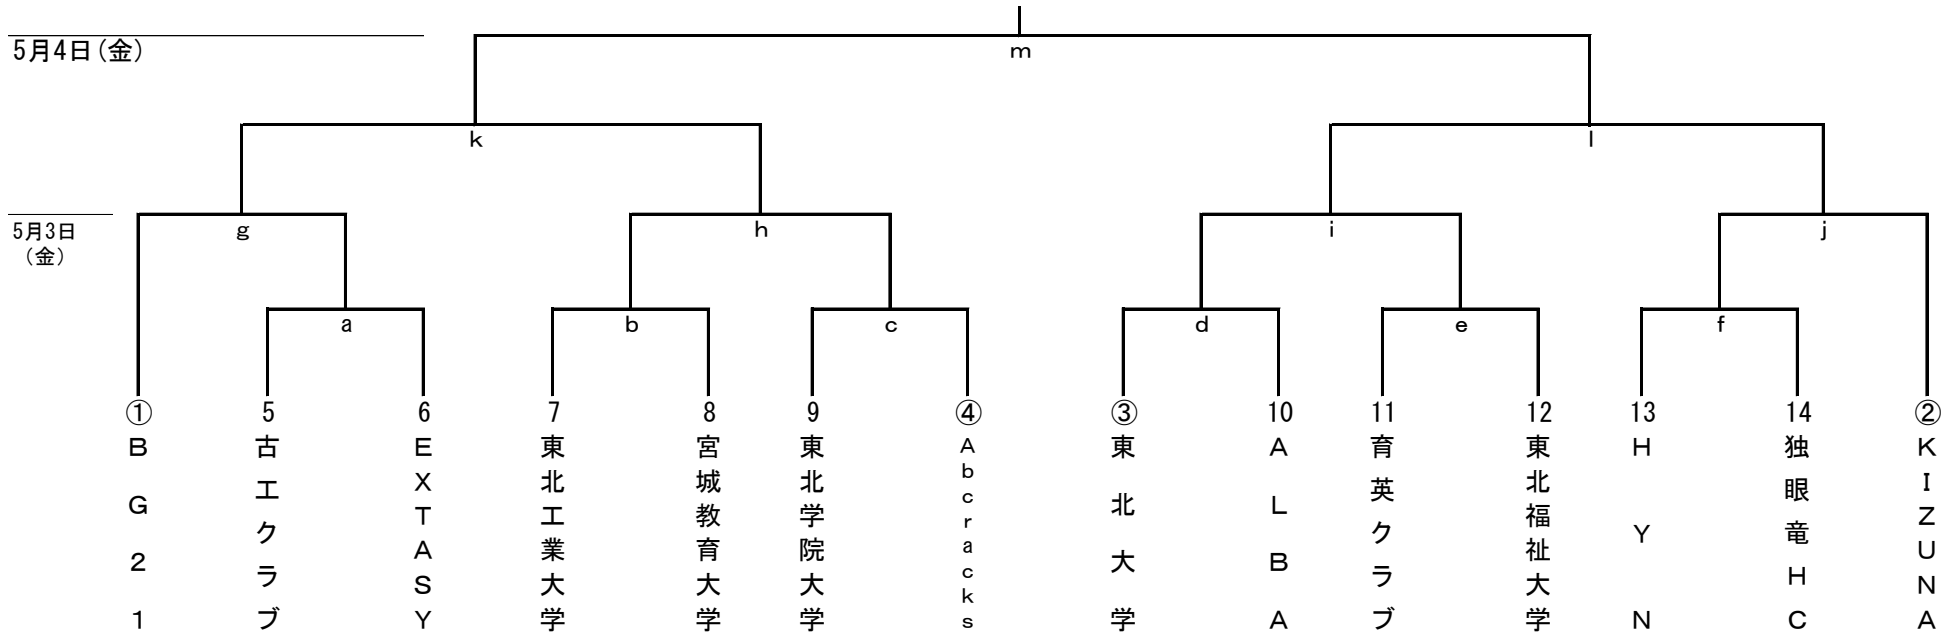 5月4日(金)
m
k
l
5月3日
(金)
g
h
i
j
a
b
c
d
e
f
①
5
6
7
8
9
④
③
10
11
12
13
14
②
BG21
古エクラブ
EXTASY
東北工業大学
宮城教育大学
東北学院大学
Abcracks
東北大学
ALBA
育英クラブ
東北福祉大学
HYN
独眼竜HC
KIZUNA